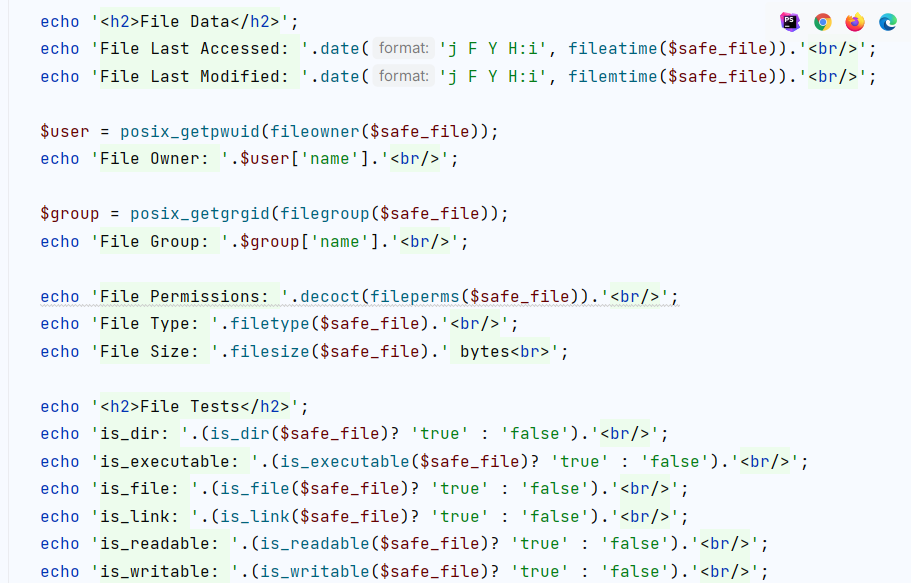 echo '<h2>File Data</h2>';
echo 'File Last Accessed: '.date( format: 'j F Y H:i', fileatime($safe_file)).'<br/>';
echo 'File Last Modified: '.date( format: 'j F Y H:i', filemtime($safe_file)).'<br/>';
$user = posix_getpwuid(fileowner($safe_file));
echo 'File Owner: '.$user['name'].'<br/>';
$group = posix_getgrgid(filegroup($safe_file));
echo 'File Group: '.$group['name'].'<br/>';
echo 'File Permissions: '.decoct(fileperms($safe_file)).'<br/>';
echo 'File Type: '.filetype($safe_file).'<br/>';
echo 'File Size: '.filesize($safe_file).' bytes<br>';
echo '<h2>File Tests</h2>';
echo 'is_dir: '.(is_dir($safe_file)? 'true' : 'false').'<br/>';
echo 'is_executable: '.(is_executable($safe_file)? 'true' : 'false').'<br/>';
echo 'is_file: '.(is_file($safe_file)? 'true' : 'false').'<br/>';
echo 'is_link: '.(is_link($safe_file)? 'true' : 'false').'<br/>';
echo 'is_readable: '.(is_readable($safe_file)? 'true' : 'false').'<br/>';
echo 'is_writable: '.(is_writable($safe_file)? 'true' : 'false').'<br/>';
PS